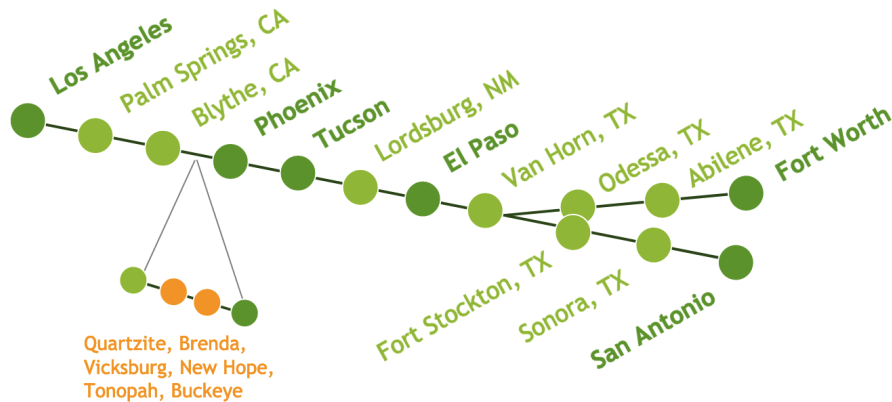 Los Angeles
Palm Springs, CA
Blythe, CA
Phoenix
Tucson
Lordsburg, NM
El Paso
Van Horn, TX
Odessa, TX
Abilene, TX
Fort Worth
Fort Stockton, TX
Sonora, TX
San Antonio
Quartzite, Brenda,
Vicksburg, New Hope,
Tonopah, Buckeye